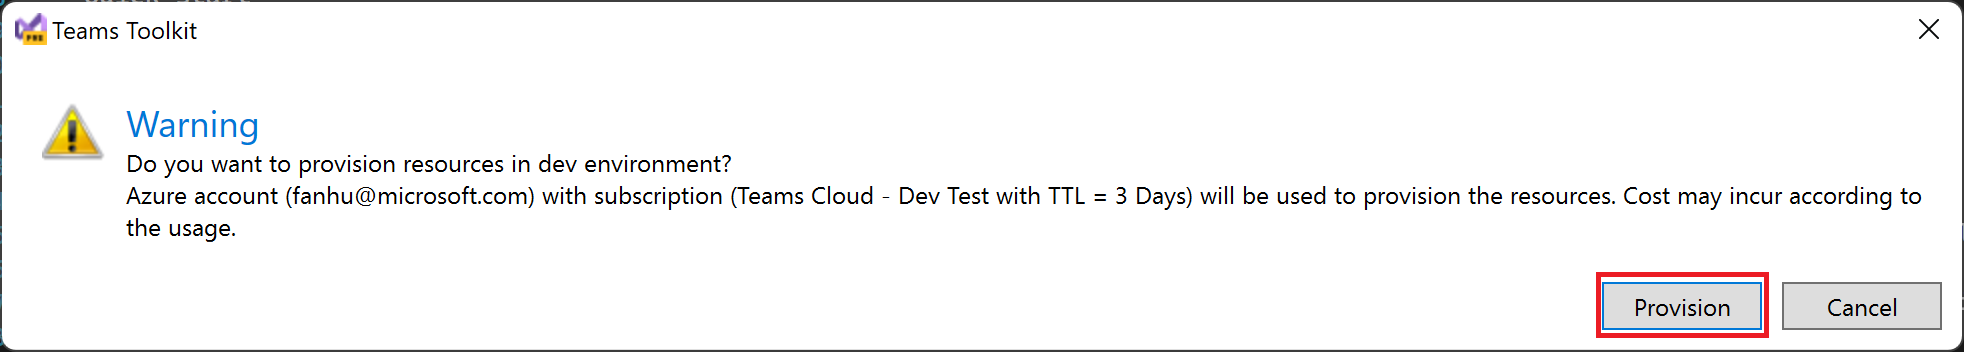 Teams Toolkit
Warning
Do you want to provision resources in dev environment?
Azure account (fanhu@microsoft.com) with subscription (Teams Cloud - Dev Test with TTL = 3 Days) will be used to provision the resources. Cost may incur according to
the usage.
Provision
Cancel